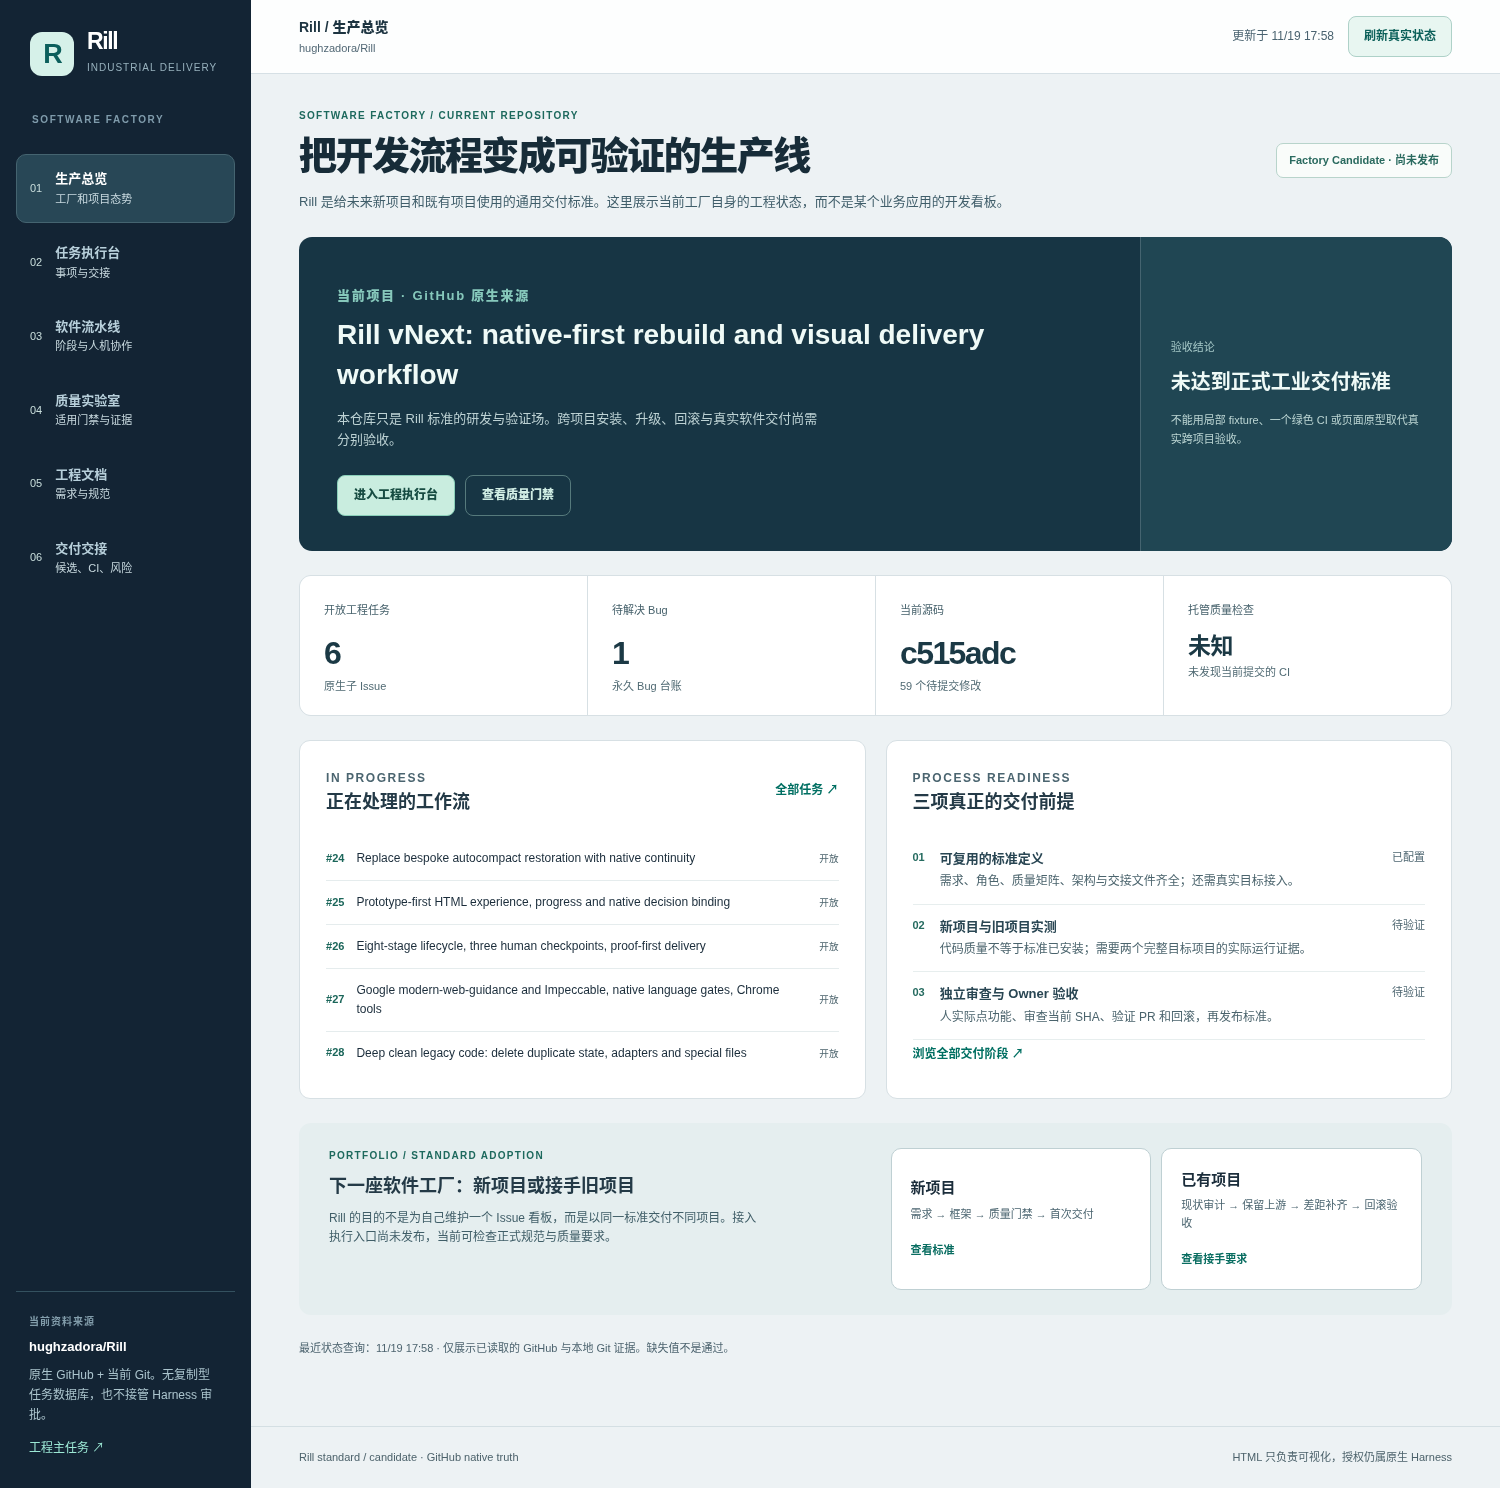 R
Rill
INDUSTRIAL DELIVERY
SOFTWARE FACTORY
01
生产总览
工厂和项目态势
02
任务执行台
事项与交接
03
软件流水线
阶段与人机协作
04
质量实验室
适用门禁与证据
05
工程文档
需求与规范
06
交付交接
候选、CI、风险
当前资料来源
hughzadora/Rill
原生 GitHub + 当前 Git。无复制型
任务数据库，也不接管 Harness 审
批。
工程主任务 ↗
Rill / 生产总览
hughzadora/Rill
更新于 11/19 17:58
刷新真实状态
SOFTWARE FACTORY / CURRENT REPOSITORY
把开发流程变成可验证的生产线
Factory Candidate · 尚未发布
Rill 是给未来新项目和既有项目使用的通用交付标准。这里展示当前工厂自身的工程状态，而不是某个业务应用的开发看板。
当前项目 · GitHub 原生来源
Rill vNext: native-first rebuild and visual delivery
workflow
本仓库只是 Rill 标准的研发与验证场。跨项目安装、升级、回滚与真实软件交付尚需
分别验收。
进入工程执行台
查看质量门禁
验收结论
未达到正式工业交付标准
不能用局部 fixture、一个绿色 CI 或页面原型取代真
实跨项目验收。
开放工程任务
6
原生子 Issue
待解决 Bug
1
永久 Bug 台账
当前源码
c515adc
59 个待提交修改
托管质量检查
未知
未发现当前提交的 CI
IN PROGRESS
正在处理的工作流
全部任务 ↗
#24 Replace bespoke autocompact restoration with native continuity 开放
#25 Prototype-first HTML experience, progress and native decision binding 开放
#26 Eight-stage lifecycle, three human checkpoints, proof-first delivery 开放
#27 Google modern-web-guidance and Impeccable, native language gates, Chrome
tools 开放
#28 Deep clean legacy code: delete duplicate state, adapters and special files 开放
PROCESS READINESS
三项真正的交付前提
01 可复用的标准定义 已配置
需求、角色、质量矩阵、架构与交接文件齐全；还需真实目标接入。
02 新项目与旧项目实测 待验证
代码质量不等于标准已安装；需要两个完整目标项目的实际运行证据。
03 独立审查与 Owner 验收 待验证
人实际点功能、审查当前 SHA、验证 PR 和回滚，再发布标准。
浏览全部交付阶段 ↗
PORTFOLIO / STANDARD ADOPTION
下一座软件工厂：新项目或接手旧项目
Rill 的目的不是为自己维护一个 Issue 看板，而是以同一标准交付不同项目。接入
执行入口尚未发布，当前可检查正式规范与质量要求。
新项目
需求 → 框架 → 质量门禁 → 首次交付
查看标准
已有项目
现状审计 → 保留上游 → 差距补齐 → 回滚验
收
查看接手要求
最近状态查询：11/19 17:58 · 仅展示已读取的 GitHub 与本地 Git 证据。缺失值不是通过。
Rill standard / candidate · GitHub native truth
HTML 只负责可视化，授权仍属原生 Harness